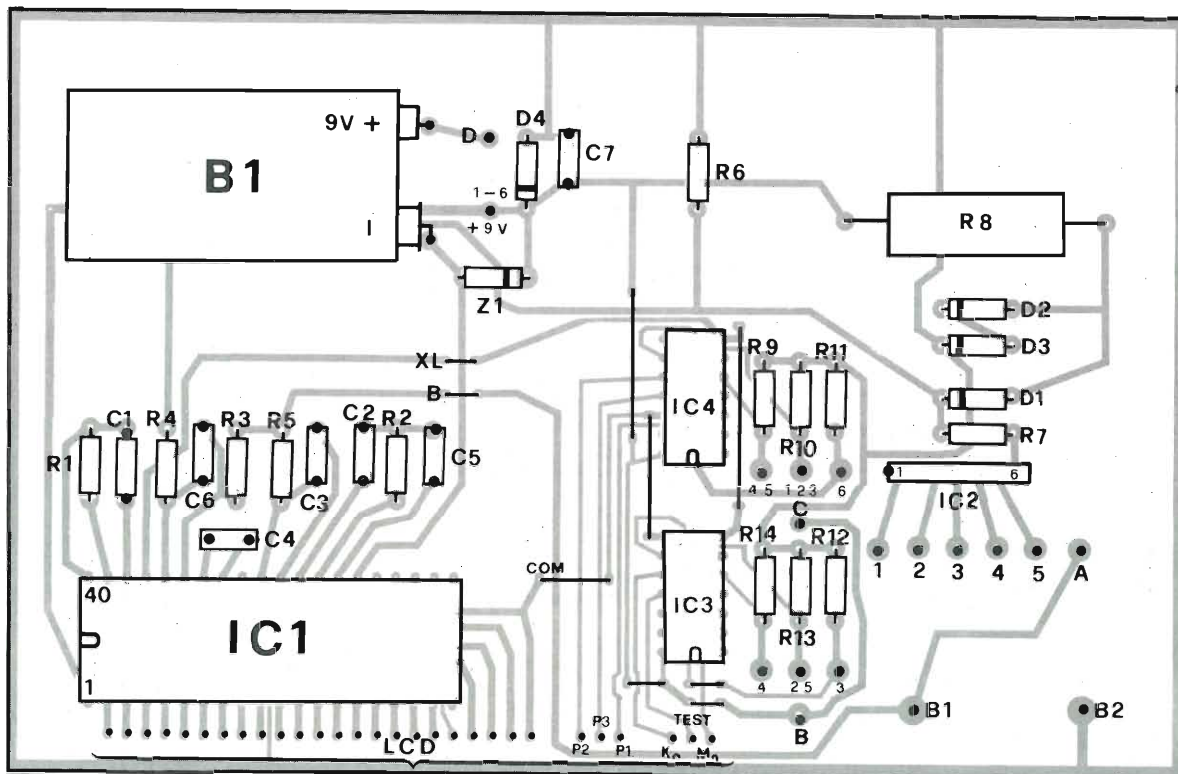 9V +
D
D4
C7
B1
1-6
+9V
I
R6
R8
Z1
D2
D3
XL
B
R9
R11
IC4
D1
R7
R1
C1
R4
R3
R5
C2
R2
C5
C6
C3
R10
4 5 1 2 3 6
1 6
IC2
C4
C
R14
R12
COM
1 2 3 4 5 A
40
IC1
1
IC3
R13
4 2 5 3
P3
TEST
B
B1
B2
LCD
P2 P1